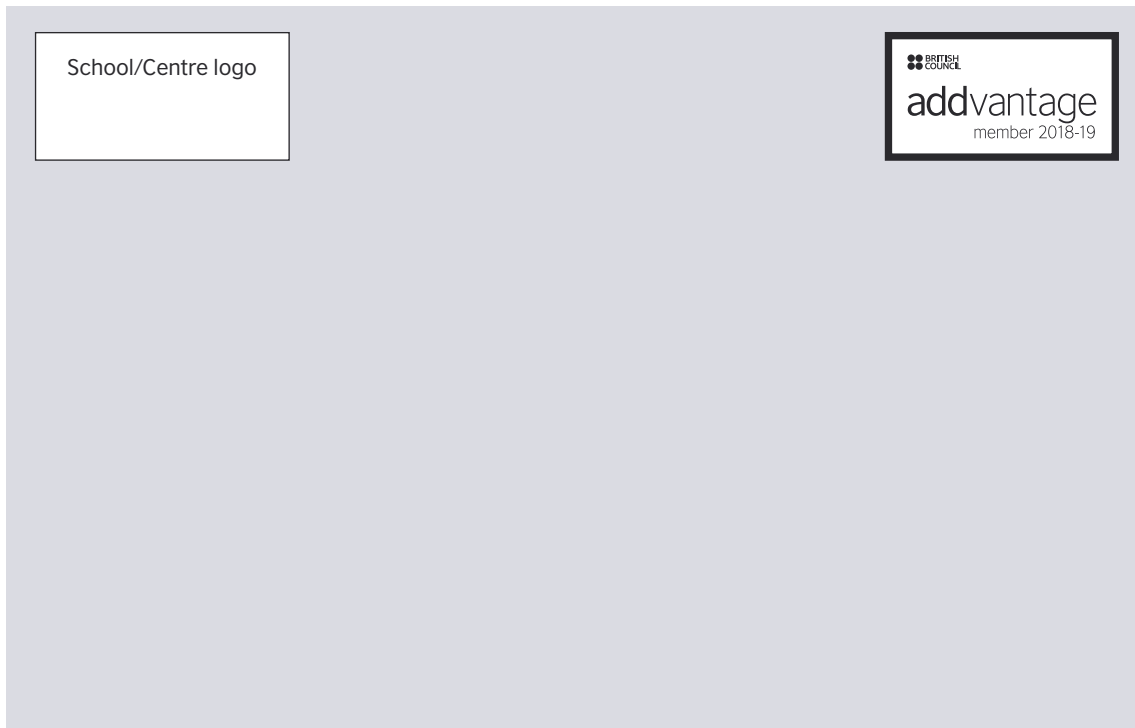 School/Centre logo
BRITISH
COUNCIL
addvantage
member 2018-19